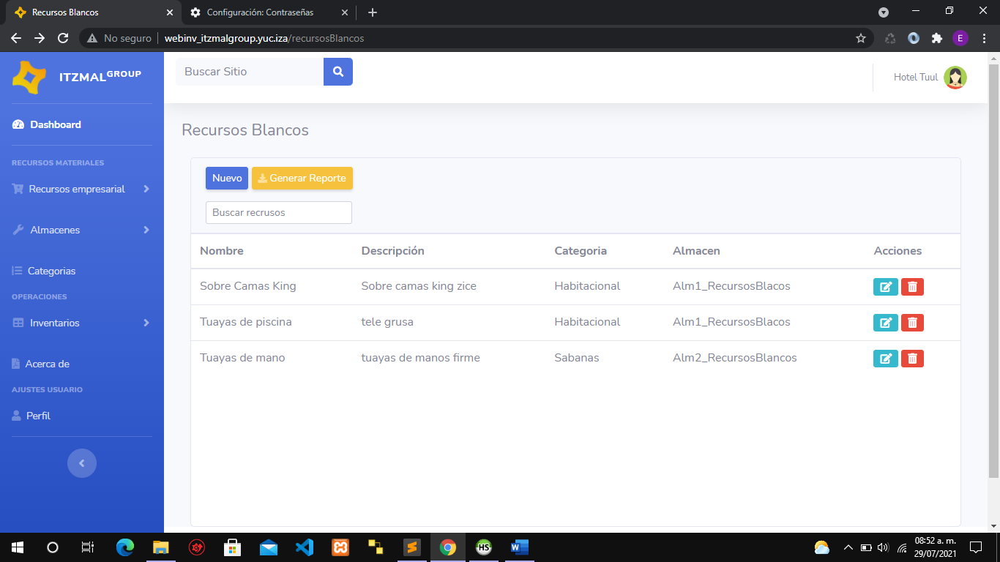 Recursos Blancos
Configuración: Contraseñas
No seguro
webinv_itzmalgroup.yuc.iza/recursosBlancos
E
ITZMALGROUP
Buscar Sitio
Hotel Tuul
Dashboard
Recursos Blancos
RECURSOS MATERIALES
Recursos empresarial
Nuevo
Generar Reporte
Buscar recrusos
Almacenes
Nombre Descripción Categoria Almacen Acciones
Categorias
Sobre Camas King Sobre camas king zice Habitacional Alm1_RecursosBlacos
OPERACIONES
Inventarios
Tuayas de piscina tele grusa Habitacional Alm1_RecursosBlacos
Tuayas de mano tuayas de manos firme Sabanas Alm2_RecursosBlancos
Acerca de
AJUSTES USUARIO
Perfil
HS
08:52 a. m.
29/07/2021